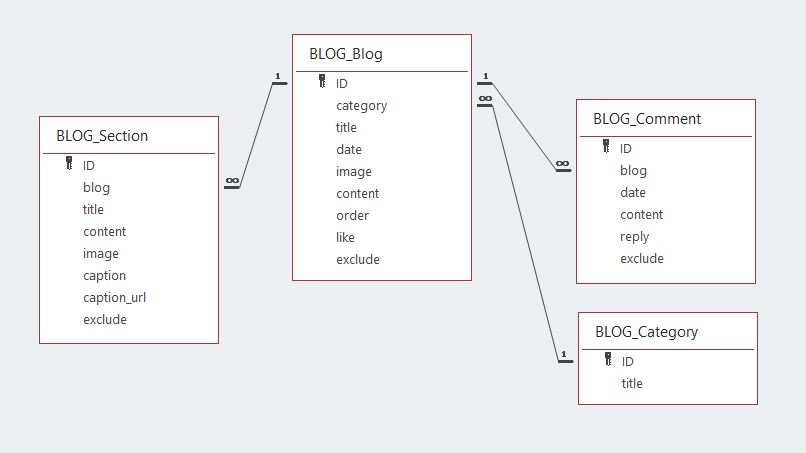 BLOG_Section
ID
blog
title
content
image
caption
caption_url
exclude
∞
1
BLOG_Blog
ID
category
title
date
image
content
order
like
exclude
1
∞
∞
BLOG_Comment
ID
blog
date
content
reply
exclude
1
BLOG_Category
ID
title